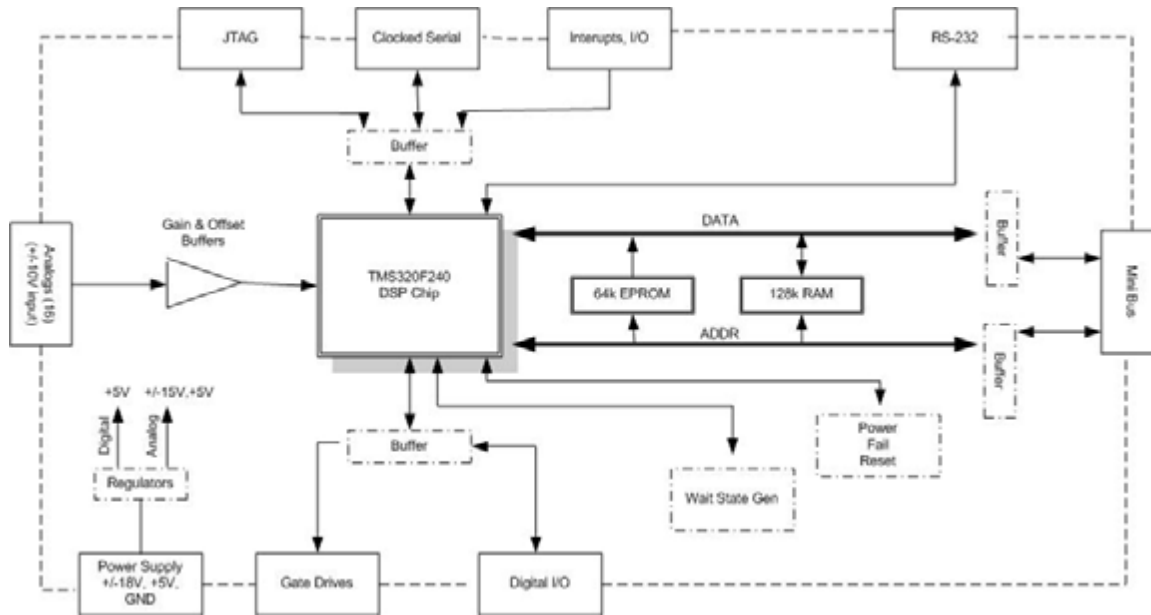 JTAG
Clocked Serial
Interupts, I/O
RS-232
Buffer
Gain & Offset
Buffers
Analogs (16)
(+/-10V input)
TMS320F240
DSP Chip
DATA
64k EPROM
128k RAM
ADDR
Buffer
Buffer
Mini Bus
+5V
+/-15V,+5V
Digital
Analog
Regulators
Buffer
Power
Fail
Reset
Wait State Gen
Power Supply
+/-18V, +5V,
GND
Gate Drives
Digital I/O